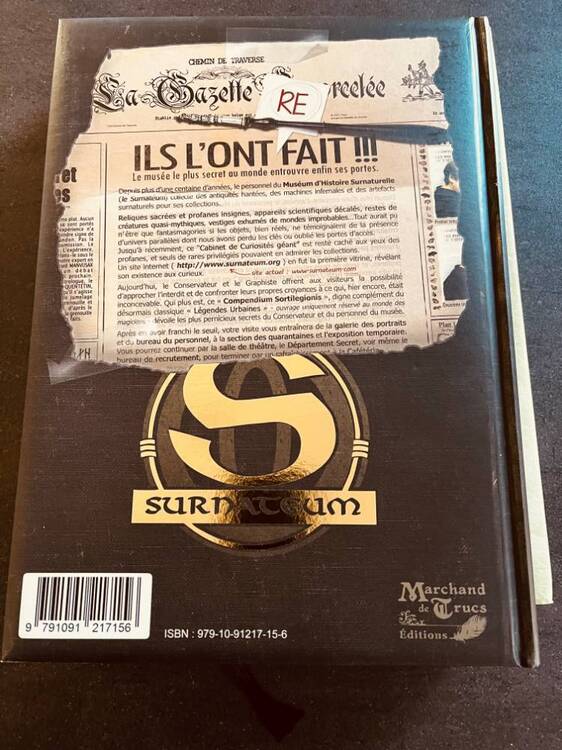 CHEMIN DE TRAVERSE
La Gazette
RE
ILS L'ONT FAIT !!!
Le musée le plus secret au monde entrouvre enfin ses portes.
Depuis plus d'une centaine d'années, le personnel du Muséum d'Histoire Surnaturelle
(le Surnateum) collecte des antiquités hantées, des machines infernales et des artefacts
surnaturels pour ses collections.
Reliques sacrées et profanes insignes, appareils scientifiques décalés, restes de
créatures quasi-mythiques, vestiges exhumés de mondes improbables...Tout aurait pu
n'être que fantasmagories si les objets, bien réels, ne témoignaient de la présence
d'univers parallèles dont nous avons perdu les clés ou oublié les portes d'accès.
Jusqu'à récemment, ce "Cabinet de Curiosités géant" est resté caché aux yeux des
profanes, et seuls de rares privilégiés pouvaient en admirer les pièces.
Un site Internet ( http://www.surnateum.org ) en fut la première vitrine, révélant
son existence aux curieux.
site actuel : www.surnateum.com
Aujourd'hui, le Conservateur et le Graphiste offrent aux visiteurs la possibilité
d'approcher l'interdit et de confronter leurs propres croyances à ce qui, hier encore, était
inconcevable. Qui plus est, ce « Compendium Sortilegionis », digne complément du
désormais classique « Légendes Urbaines » - ouvrage uniquement réservé au monde des
magiciens - dévoile les plus pernicieux secrets du Conservateur et du personnel du musée.
Après en avoir franchi le seuil, votre visite vous entraînera de la galerie des portraits
et du bureau du personnel, à la section des quarantaines et l'exposition temporaire.
Vous pourrez continuer par la salle de théâtre, le Département Secret, voir même le
bureau de recrutement, pour terminer par un
S
SURNATEUM
9 791091 217156
ISBN : 979-10-91217-15-6
Marchand
de Trucs
Éditions